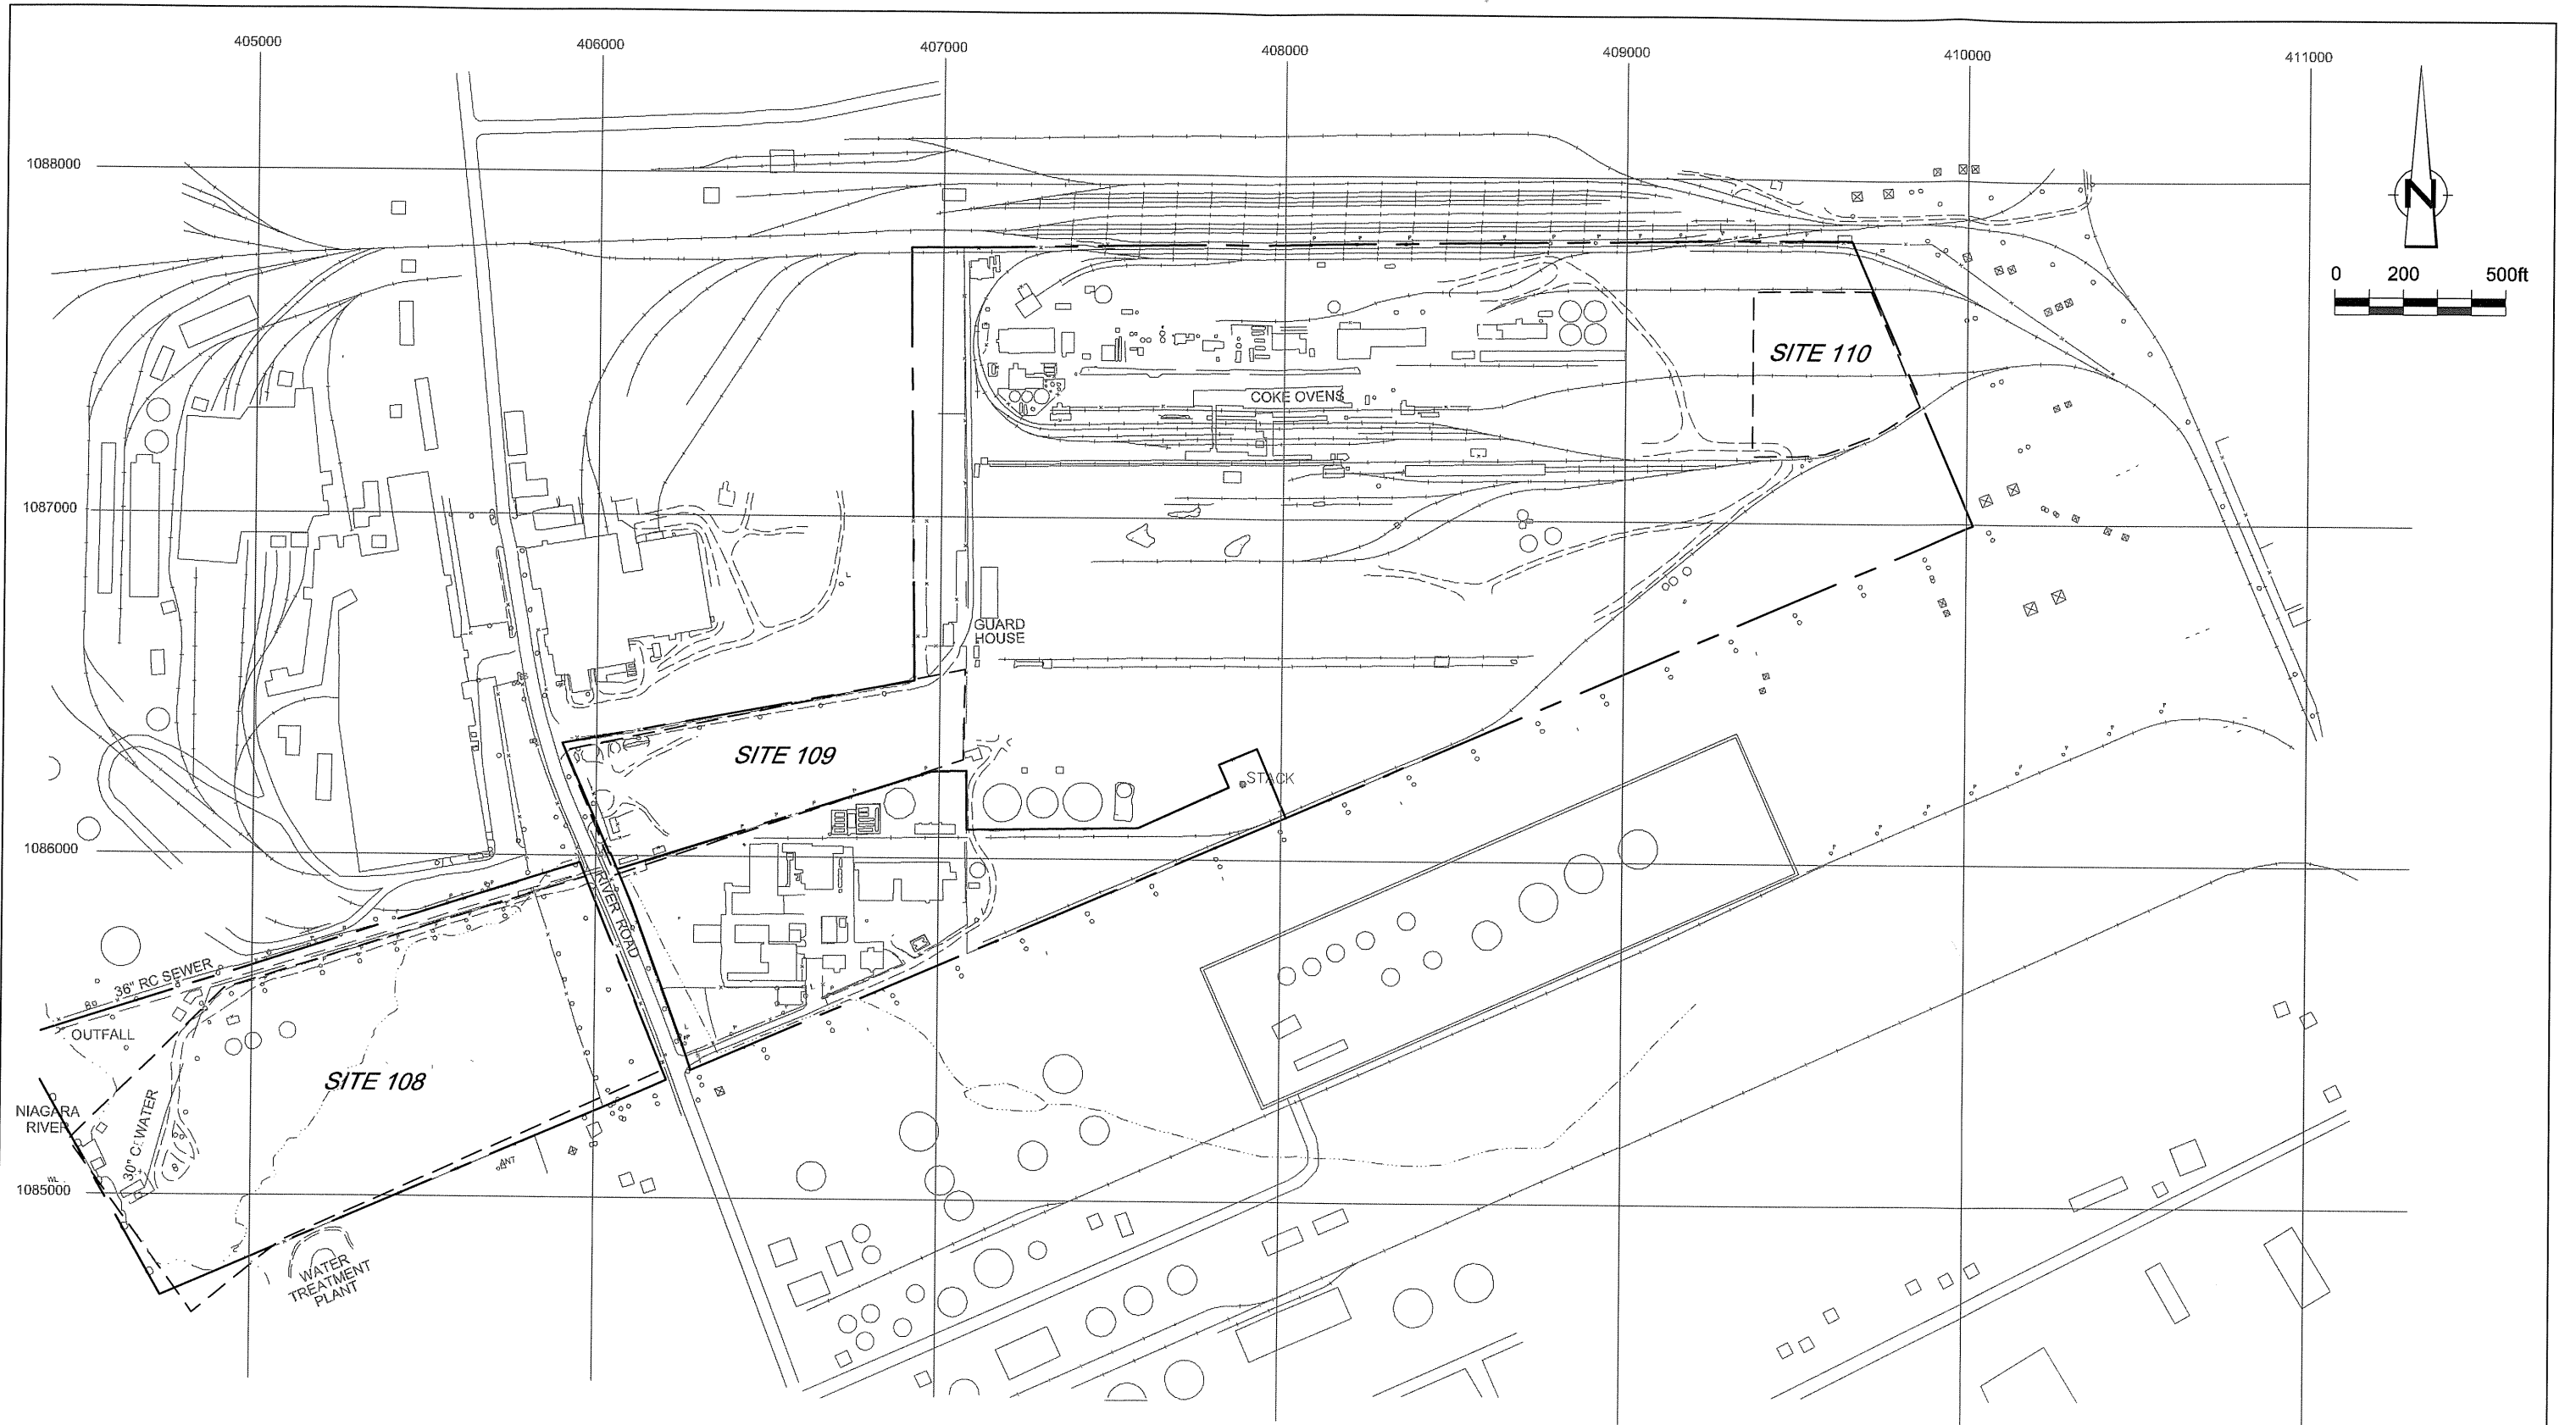 405000
406000
407000
408000
409000
410000
411000
1088000
N
0 200 500ft
SITE 110
COKE OVENS
1087000
GUARD
HOUSE
SITE 109
STACK
1086000
RIVER ROAD
36" RC SEWER
OUTFALL
SITE 108
NIAGARA
RIVER
WATER
1085000
WATER
TREATMENT
PLANT